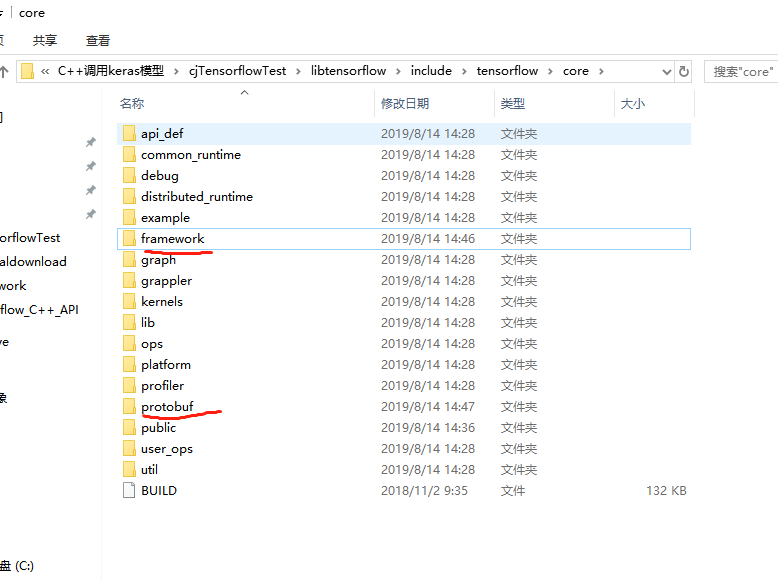 core
共享 查看
« C++调用keras模型 › cjTensorflowTest › libtensorflow › include › tensorflow › core › 搜索"core"
名称 修改日期 类型 大小
api_def 2019/8/14 14:28 文件夹
common_runtime 2019/8/14 14:28 文件夹
debug 2019/8/14 14:28 文件夹
distributed_runtime 2019/8/14 14:28 文件夹
example 2019/8/14 14:28 文件夹
orflowTest
framework 2019/8/14 14:46 文件夹
aldownload
graph 2019/8/14 14:28 文件夹
work
grappler 2019/8/14 14:28 文件夹
kernels 2019/8/14 14:28 文件夹
flow_C++_API
lib 2019/8/14 14:28 文件夹
ve
ops 2019/8/14 14:28 文件夹
platform 2019/8/14 14:28 文件夹
profiler 2019/8/14 14:28 文件夹
象
protobuf 2019/8/14 14:47 文件夹
public 2019/8/14 14:36 文件夹
user_ops 2019/8/14 14:28 文件夹
util 2019/8/14 14:28 文件夹
BUILD 2018/11/2 9:35 文件 132 KB
盘 (C:)